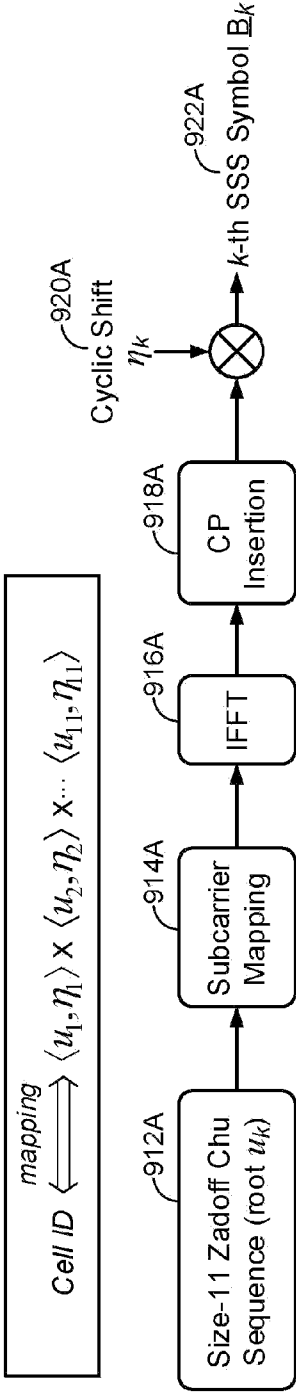 mapping
Cell ID ⟺ ⟨u₁,η₁⟩ x ⟨u₂,η₂⟩ x⋯ ⟨u₁₁,η₁₁⟩
912A
Size-11 Zadoff Chu
Sequence (root uₖ)
914A
Subcarrier
Mapping
916A
IFFT
918A
CP
Insertion
920A
Cyclic Shift
ηₖ
922A
k-th SSS Symbol Bₖ